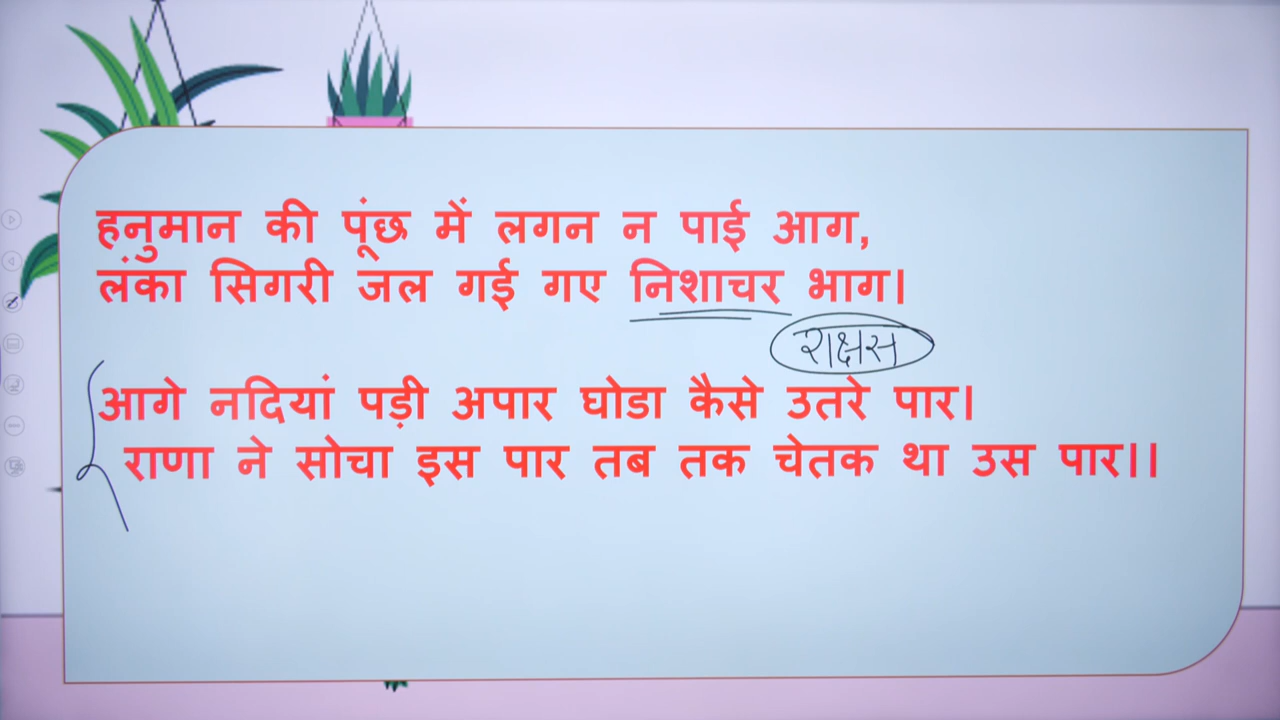 हनुमान की पूंछ में लगन न पाई आग,
लंका सिगरी जल गई गए निशाचर भाग।
राक्षस
आगे नदियां पड़ी अपार घोडा कैसे उतरे पार।
राणा ने सोचा इस पार तब तक चेतक था उस पार।।